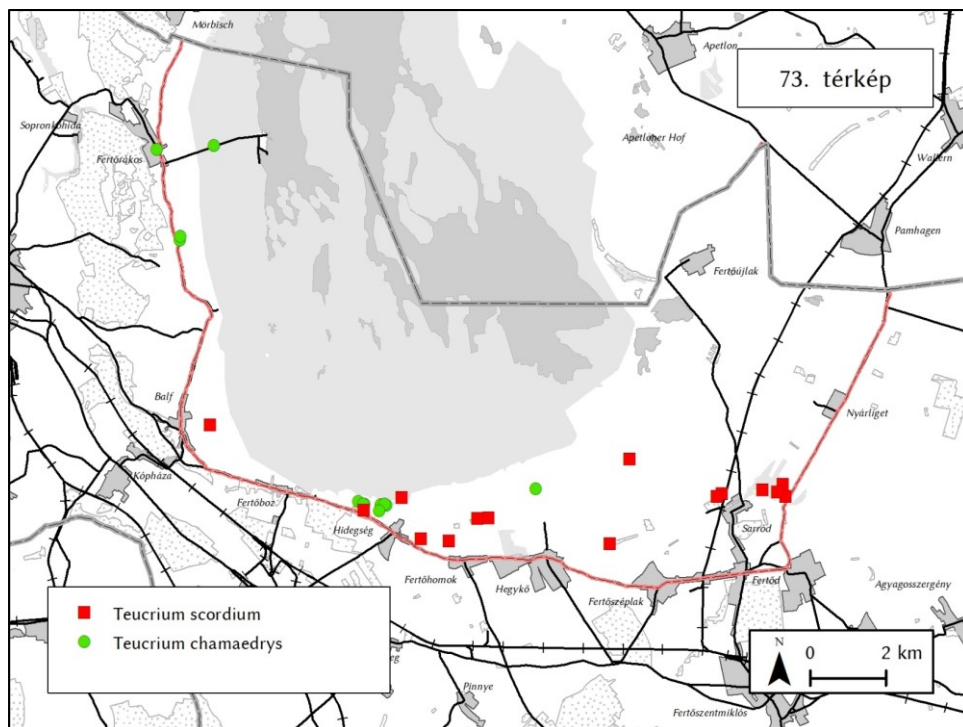 Mörbisch
Apetlon
73. térkép
Sopronkőhida
Apetloner Hof
Wallern
Fertőrákos
Pamhagen
Fertőújlak
Balf
Nyárliget
Kópháza
Fertőboz
Hidegség
Sarród
Fertőhomok
Hegykő
Fertőd
Agyagosszergény
Fertőszéplak
Teucrium scordium
Teucrium chamaedrys
N
0 2 km
Pinnye
Fertőszentmiklós